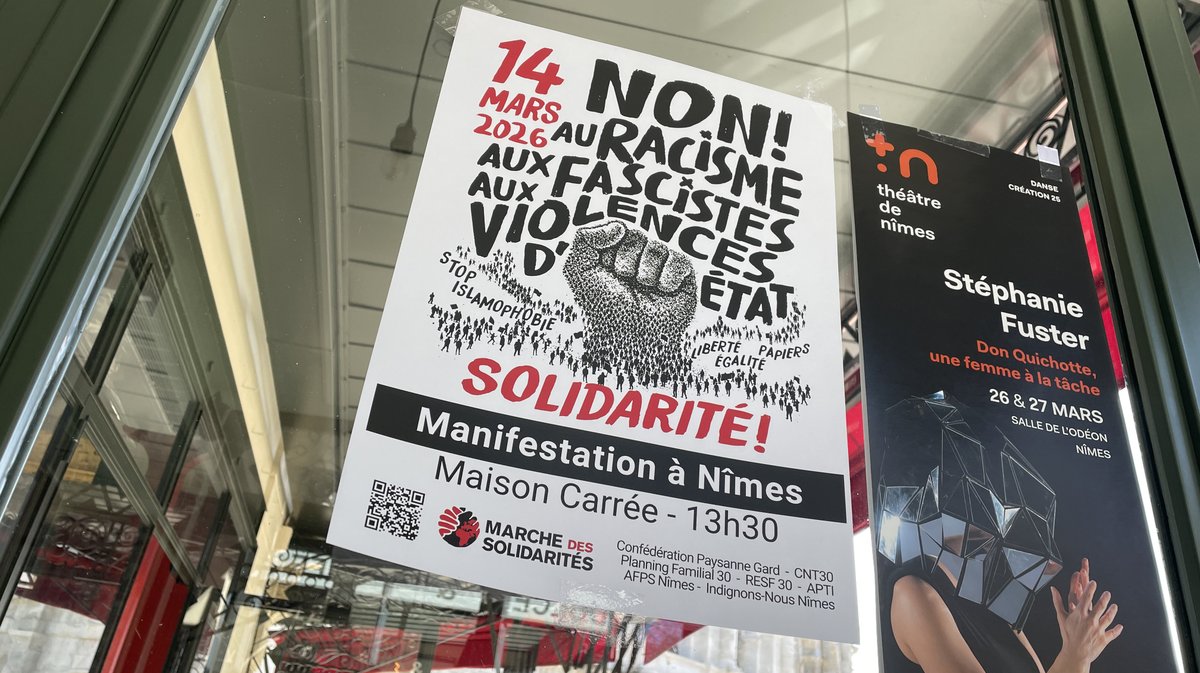 14
MARS
2026
NON!
AU RACISME
AUX FASCISTES
AUX VIOLENCES
D'ÉTAT
STOP
ISLAMOPHOBIE
LIBERTÉ PAPIERS
ÉGALITÉ
SOLIDARITÉ!
Manifestation à Nîmes
Maison Carrée - 13h30
MARCHE DES
SOLIDARITÉS
Confédération Paysanne Gard - CNT30
Planning Familial 30 - RESF 30 - APTI
AFPS Nîmes - Indignons-Nous Nîmes
tn
théâtre
de
nîmes
DANSE
CRÉATION 25
Stéphanie
Fuster
Don Quichotte,
une femme à la tâche
26 & 27 MARS
SALLE DE L'ODÉON
NÎMES